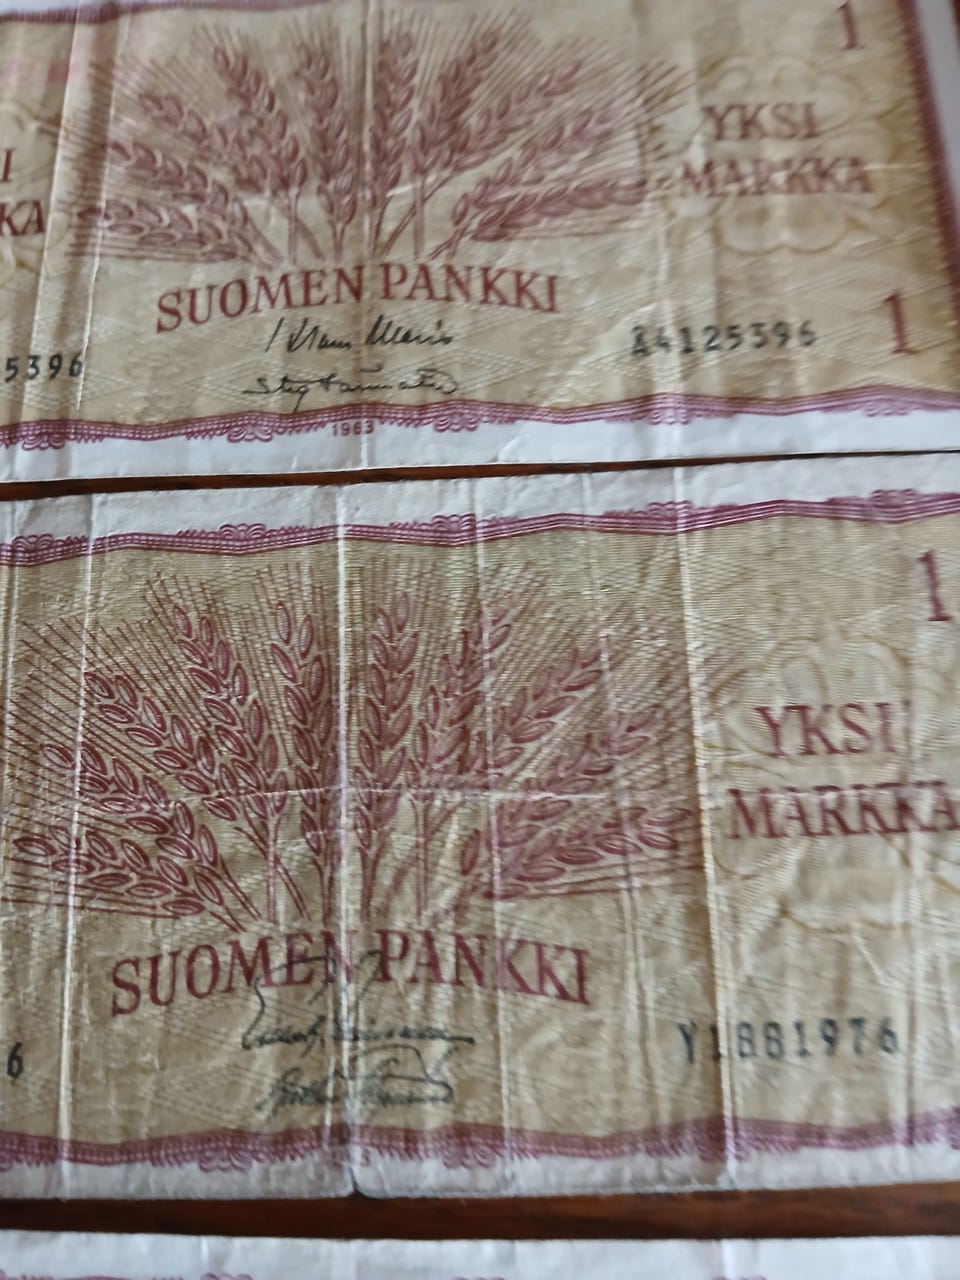 1
YKSI
MARKKA
KA
SUOMEN PANKKI
5396
A4125396
1
1963
1
YKSI
MARKKA
SUOMEN PANKKI
6
Y1881976